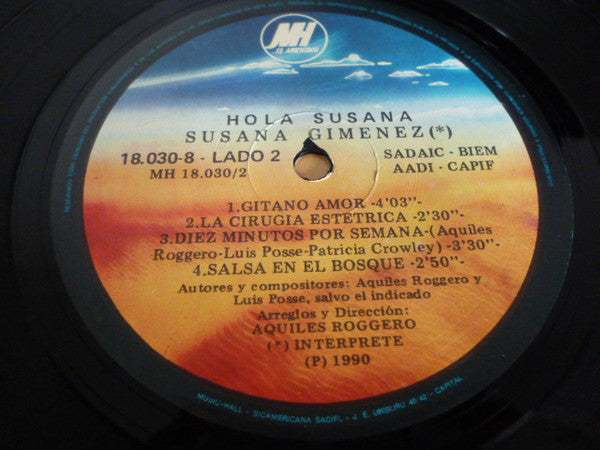 MH
ES ARGENTINA!
HOLA SUSANA
SUSANA GIMENEZ(*)
18.030-8 - LADO 2
MH 18.030/2
SADAIC - BIEM
AADI - CAPIF
1.GITANO AMOR -4'03"-
2.LA CIRUGIA ESTETRICA -2'30"-
3.DIEZ MINUTOS POR SEMANA-(Aquiles
Roggero-Luis Posse-Patricia Crowley) -3'30"-
4.SALSA EN EL BOSQUE -2'50"-
Autores y compositores: Aquiles Roggero y
Luis Posse, salvo el indicado
Arreglos y Dirección:
AQUILES ROGGERO
(*) INTERPRETE
(P) 1990
MUSIC-HALL - SICAMERICANA SACIFI. - J. E. URIBURU 40 42 - CAPITAL